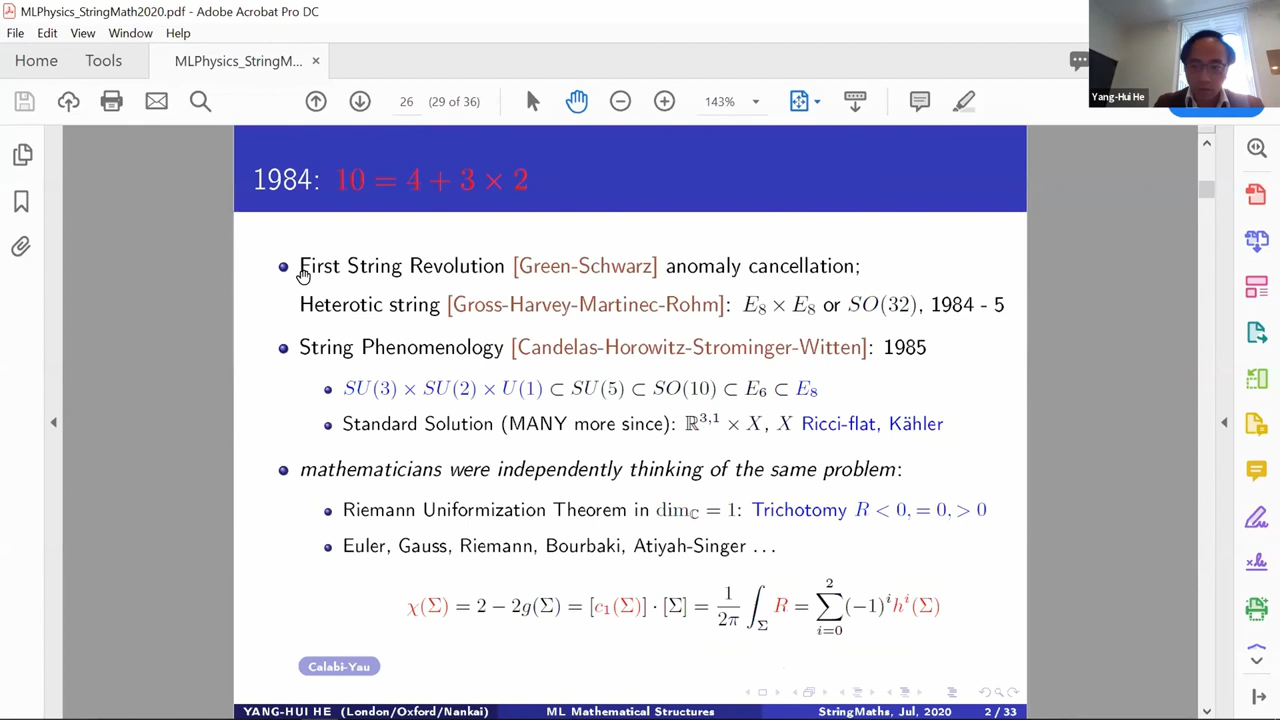 MLPhysics_StringMath2020.pdf - Adobe Acrobat Pro DC
File Edit View Window Help
Home Tools MLPhysics_StringM... ×
(29 of 36) 143%
Yang-Hui He
1984: 10 = 4 + 3 × 2
First String Revolution [Green-Schwarz] anomaly cancellation;
Heterotic string [Gross-Harvey-Martinec-Rohm]: E₈ × E₈ or SO(32), 1984 - 5
String Phenomenology [Candelas-Horowitz-Strominger-Witten]: 1985
SU(3) × SU(2) × U(1) ⊂ SU(5) ⊂ SO(10) ⊂ E₆ ⊂ E₈
Standard Solution (MANY more since): ℝ³,¹ × X, X Ricci-flat, Kähler
mathematicians were independently thinking of the same problem:
Riemann Uniformization Theorem in dim_ℂ = 1: Trichotomy R < 0, = 0, > 0
Euler, Gauss, Riemann, Bourbaki, Atiyah-Singer . . .
χ(Σ) = 2 − 2g(Σ) = [c₁(Σ)] · [Σ] = 1/2π ∫_Σ R = ∑_{i=0}^{2} (−1)^i h^i(Σ)
Calabi-Yau
YANG-HUI HE (London/Oxford/Nankai) ML Mathematical Structures StringMaths, Jul, 2020 2 / 33